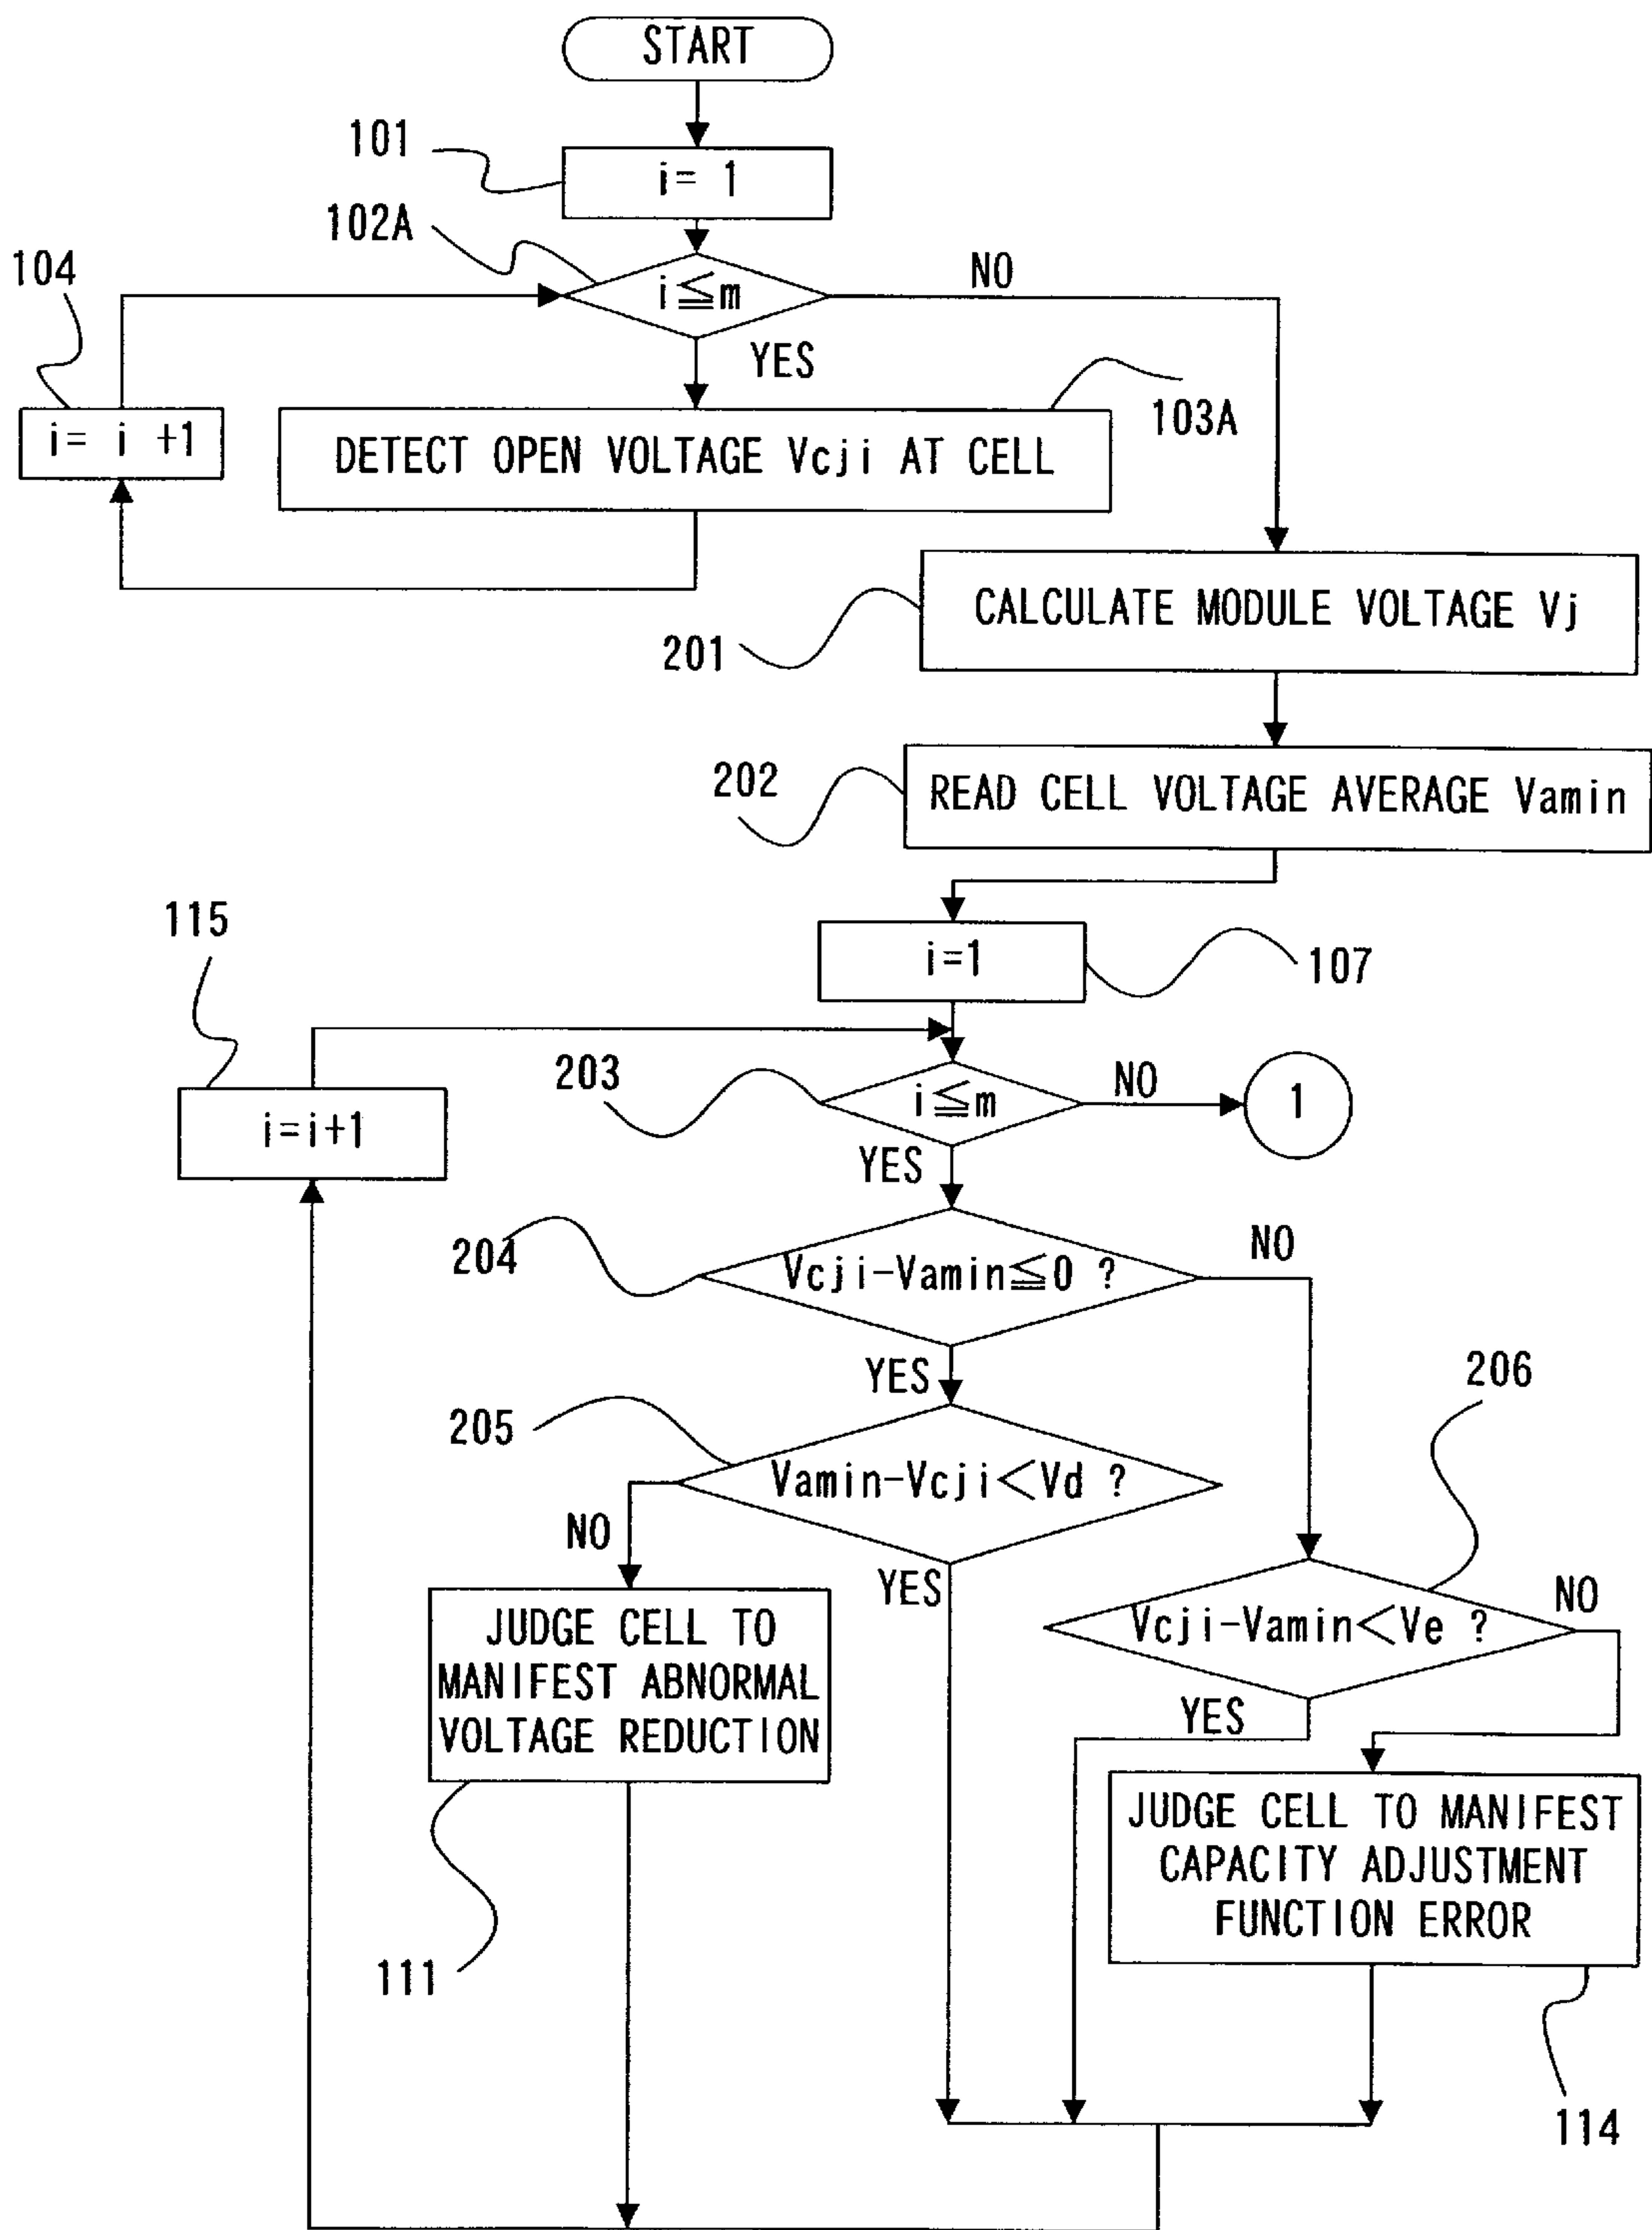 START
101
i= 1
102A
104
i≦m
NO
YES
i= i +1
DETECT OPEN VOLTAGE Vcji AT CELL
103A
CALCULATE MODULE VOLTAGE Vj
201
202
READ CELL VOLTAGE AVERAGE Vamin
115
i=1
107
203
i≦m
NO
1
i=i+1
YES
204
Vcji-Vamin≦0 ?
NO
YES
206
205
Vamin-Vcji<Vd ?
NO
YES
Vcji-Vamin<Ve ?
NO
YES
JUDGE CELL TO
MANIFEST ABNORMAL
VOLTAGE REDUCTION
JUDGE CELL TO MANIFEST
CAPACITY ADJUSTMENT
FUNCTION ERROR
111
114